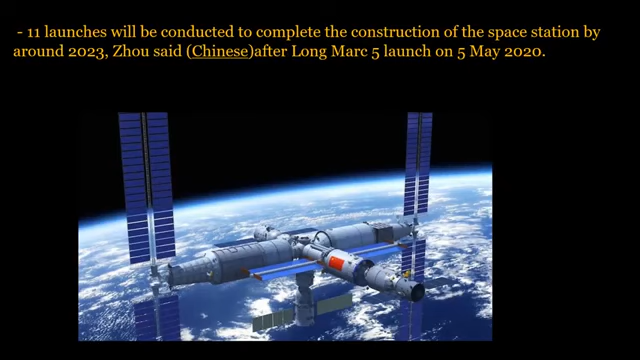 - 11 launches will be conducted to complete the construction of the space station by
around 2023, Zhou said (Chinese)after Long Marc 5 launch on 5 May 2020.